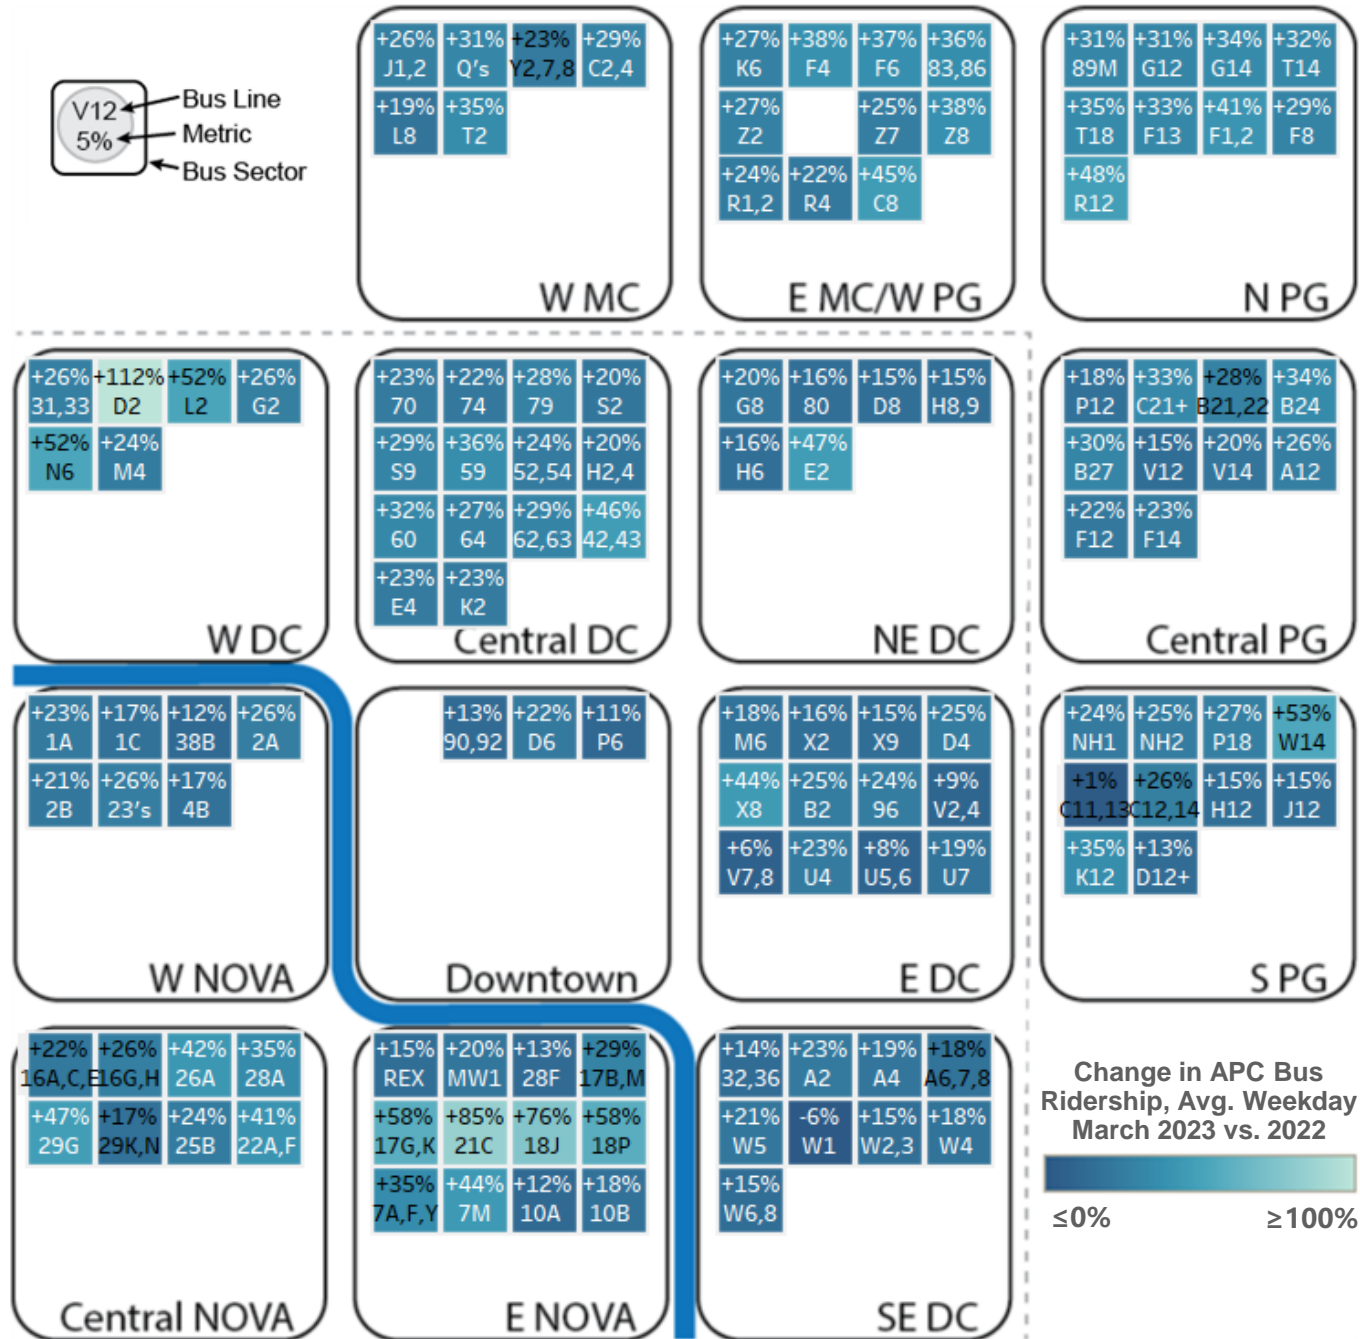 V12
5%
Bus Line
Metric
Bus Sector
+26% +31% +23% +29%
J1,2 Q's Y2,7,8 C2,4
+19% +35%
L8 T2
W MC
+27% +38% +37% +36%
K6 F4 F6 83,86
+27% +25% +38%
Z2 Z7 Z8
+24% +22% +45%
R1,2 R4 C8
E MC/W PG
+31% +31% +34% +32%
89M G12 G14 T14
+35% +33% +41% +29%
T18 F13 F1,2 F8
+48%
R12
N PG
+26% +112% +52% +26%
31,33 D2 L2 G2
+52% +24%
N6 M4
W DC
+23% +22% +28% +20%
70 74 79 S2
+29% +36% +24% +20%
S9 59 52,54 H2,4
+32% +27% +29% +46%
60 64 62,63 42,43
+23% +23%
E4 K2
Central DC
+20% +16% +15% +15%
G8 80 D8 H8,9
+16% +47%
H6 E2
NE DC
+18% +33% +28% +34%
P12 C21+ B21,22 B24
+30% +15% +20% +26%
B27 V12 V14 A12
+22% +23%
F12 F14
Central PG
+23% +17% +12% +26%
1A 1C 38B 2A
+21% +26% +17%
2B 23's 4B
W NOVA
+13% +22% +11%
90,92 D6 P6
Downtown
+18% +16% +15% +25%
M6 X2 X9 D4
+44% +25% +24% +9%
X8 B2 96 V2,4
+6% +23% +8% +19%
V7,8 U4 U5,6 U7
E DC
+24% +25% +27% +53%
NH1 NH2 P18 W14
+1% +26% +15% +15%
C11,13 C12,14 H12 J12
+35% +13%
K12 D12+
S PG
+22% +26% +42% +35%
16A,C,E 16G,H 26A 28A
+47% +17% +24% +41%
29G 29K,N 25B 22A,F
Central NOVA
+15% +20% +13% +29%
REX MW1 28F 17B,M
+58% +85% +76% +58%
17G,K 21C 18J 18P
+35% +44% +12% +18%
7A,F,Y 7M 10A 10B
E NOVA
+14% +23% +19% +18%
32,36 A2 A4 A6,7,8
+21% -6% +15% +18%
W5 W1 W2,3 W4
+15%
W6,8
SE DC
Change in APC Bus
Ridership, Avg. Weekday
March 2023 vs. 2022
≤0% ≥100%